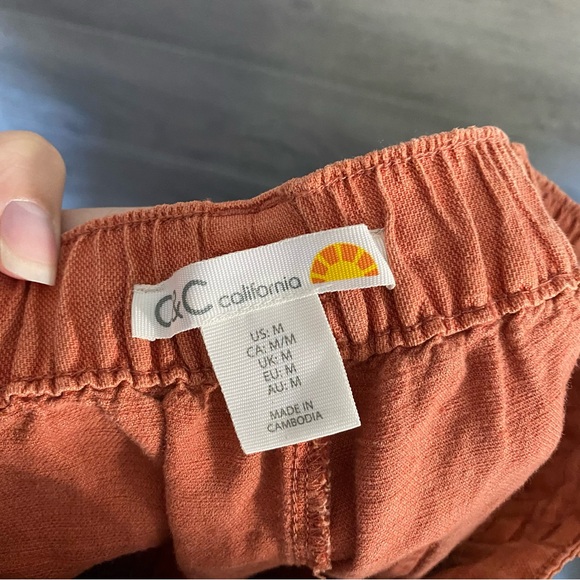 C&C california
US: M
CA: M/M
UK: M
EU: M
AU: M
MADE IN
CAMBODIA